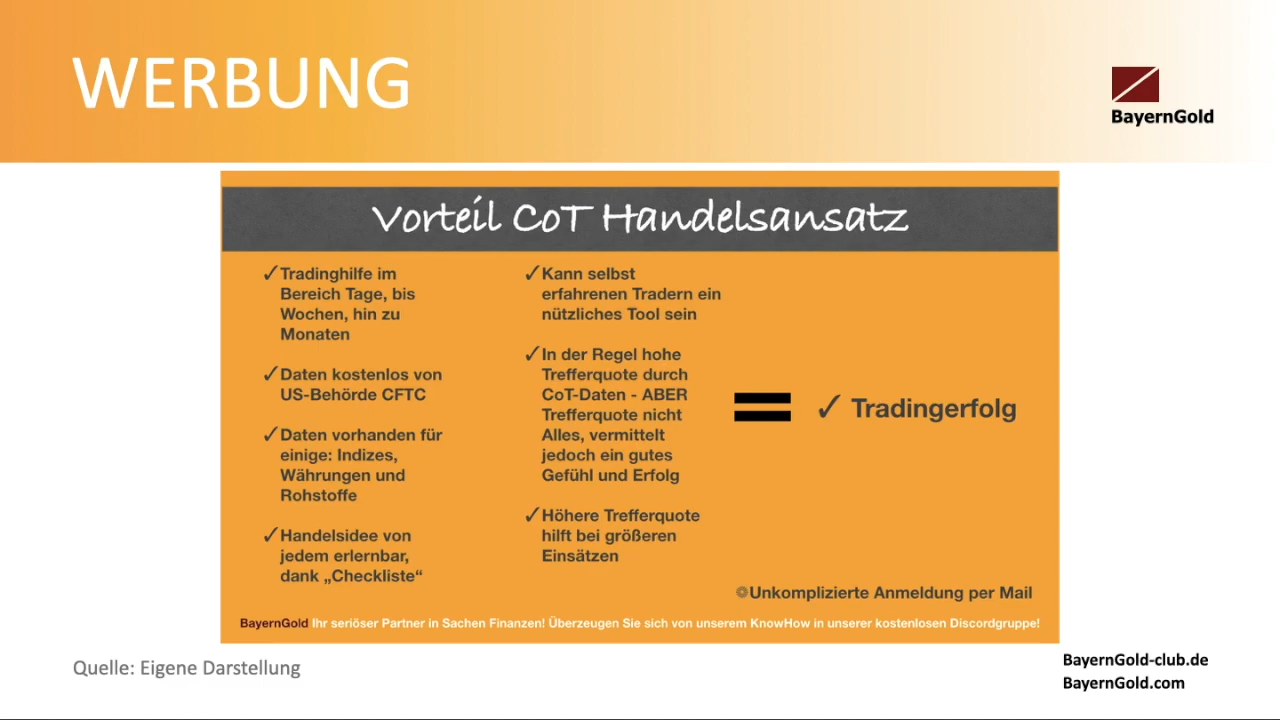 WERBUNG
BayernGold
Vorteil CoT Handelsansatz
✓Tradinghilfe im
Bereich Tage, bis
Wochen, hin zu
Monaten
✓Daten kostenlos von
US-Behörde CFTC
✓Daten vorhanden für
einige: Indizes,
Währungen und
Rohstoffe
✓Handelsidee von
jedem erlernbar,
dank „Checkliste“
✓Kann selbst
erfahrenen Tradern ein
nützliches Tool sein
✓In der Regel hohe
Trefferquote durch
CoT-Daten - ABER
Trefferquote nicht
Alles, vermittelt
jedoch ein gutes
Gefühl und Erfolg
✓Höhere Trefferquote
hilft bei größeren
Einsätzen
= ✓ Tradingerfolg
Unkomplizierte Anmeldung per Mail
BayernGold Ihr seriöser Partner in Sachen Finanzen! Überzeugen Sie sich von unserem KnowHow in unserer kostenlosen Discordgruppe!
Quelle: Eigene Darstellung
BayernGold-club.de
BayernGold.com